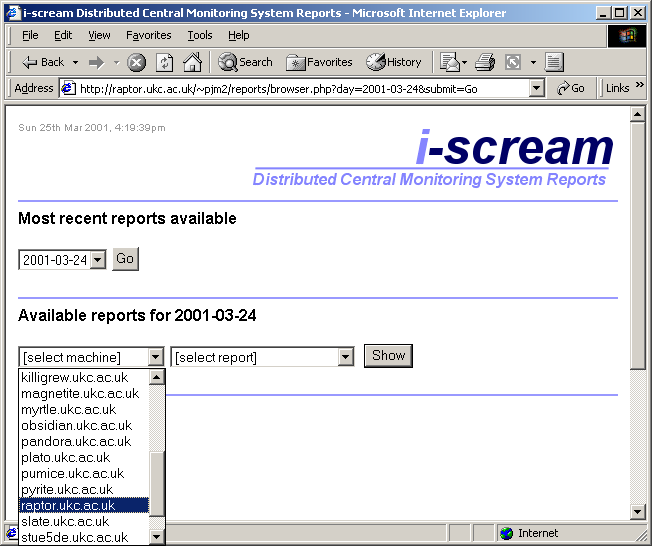 i-scream Distributed Central Monitoring System Reports - Microsoft Internet Explorer
File Edit View Favorites Tools Help
Back Search Favorites History
Address http://raptor.ukc.ac.uk/~pjm2/reports/browser.php?day=2001-03-24&submit=Go Go Links »
Sun 25th Mar 2001, 4:19:39pm
i-scream
Distributed Central Monitoring System Reports
Most recent reports available
2001-03-24 Go
Available reports for 2001-03-24
[select machine] [select report] Show
killigrew.ukc.ac.uk
magnetite.ukc.ac.uk
myrtle.ukc.ac.uk
obsidian.ukc.ac.uk
pandora.ukc.ac.uk
plato.ukc.ac.uk
pumice.ukc.ac.uk
pyrite.ukc.ac.uk
raptor.ukc.ac.uk
slate.ukc.ac.uk
stue5de.ukc.ac.uk
Internet